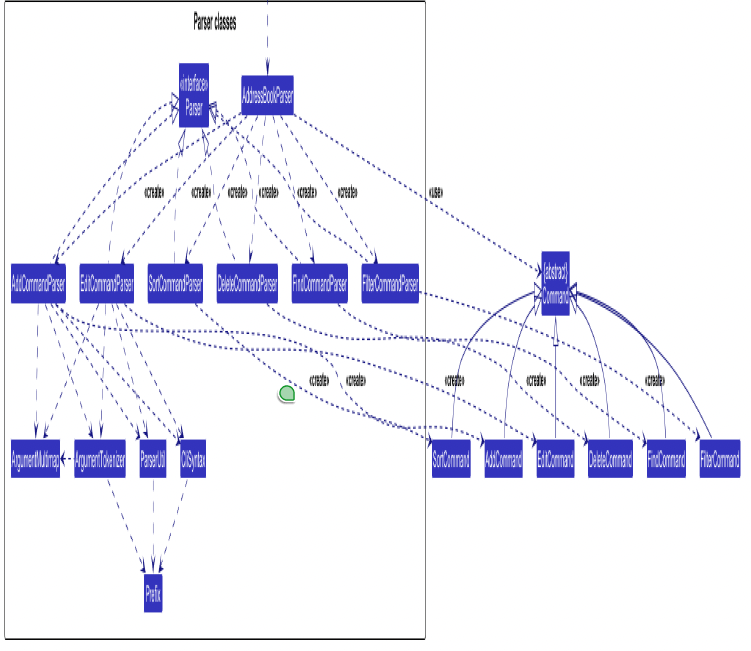 Parser classes
«interface»
Parser
AddressBookParser
«create»
«create»
«create»
«create»
«create»
«create»
«use»
{abstract}
Command
AddCommandParser
EditCommandParser
SortCommandParser
DeleteCommandParser
FindCommandParser
FilterCommandParser
«create»
«create»
«create»
«create»
«create»
«create»
ArgumentMultimap
ArgumentTokenizer
ParserUtil
CliSyntax
SortCommand
AddCommand
EditCommand
DeleteCommand
FindCommand
FilterCommand
Prefix